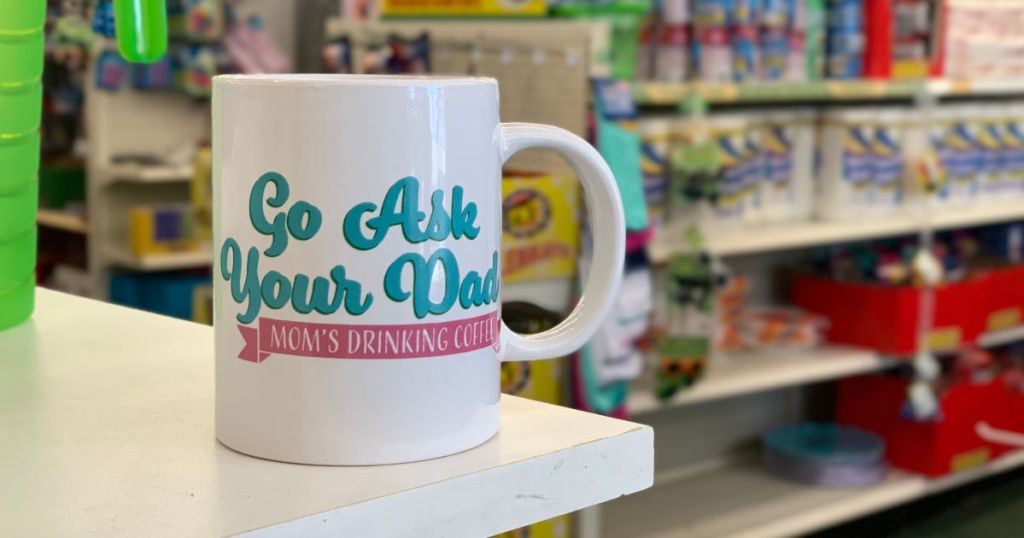 Go Ask
Your Dad
MOM'S DRINKING COFFEE